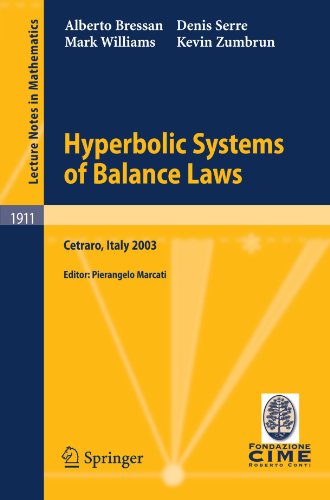 Alberto Bressan Denis Serre
Mark Williams Kevin Zumbrun
Lecture Notes in Mathematics
1911
Hyperbolic Systems
of Balance Laws
Cetraro, Italy 2003
Editor: Pierangelo Marcati
Springer
FONDAZIONE
CIME
ROBERTO CONTI